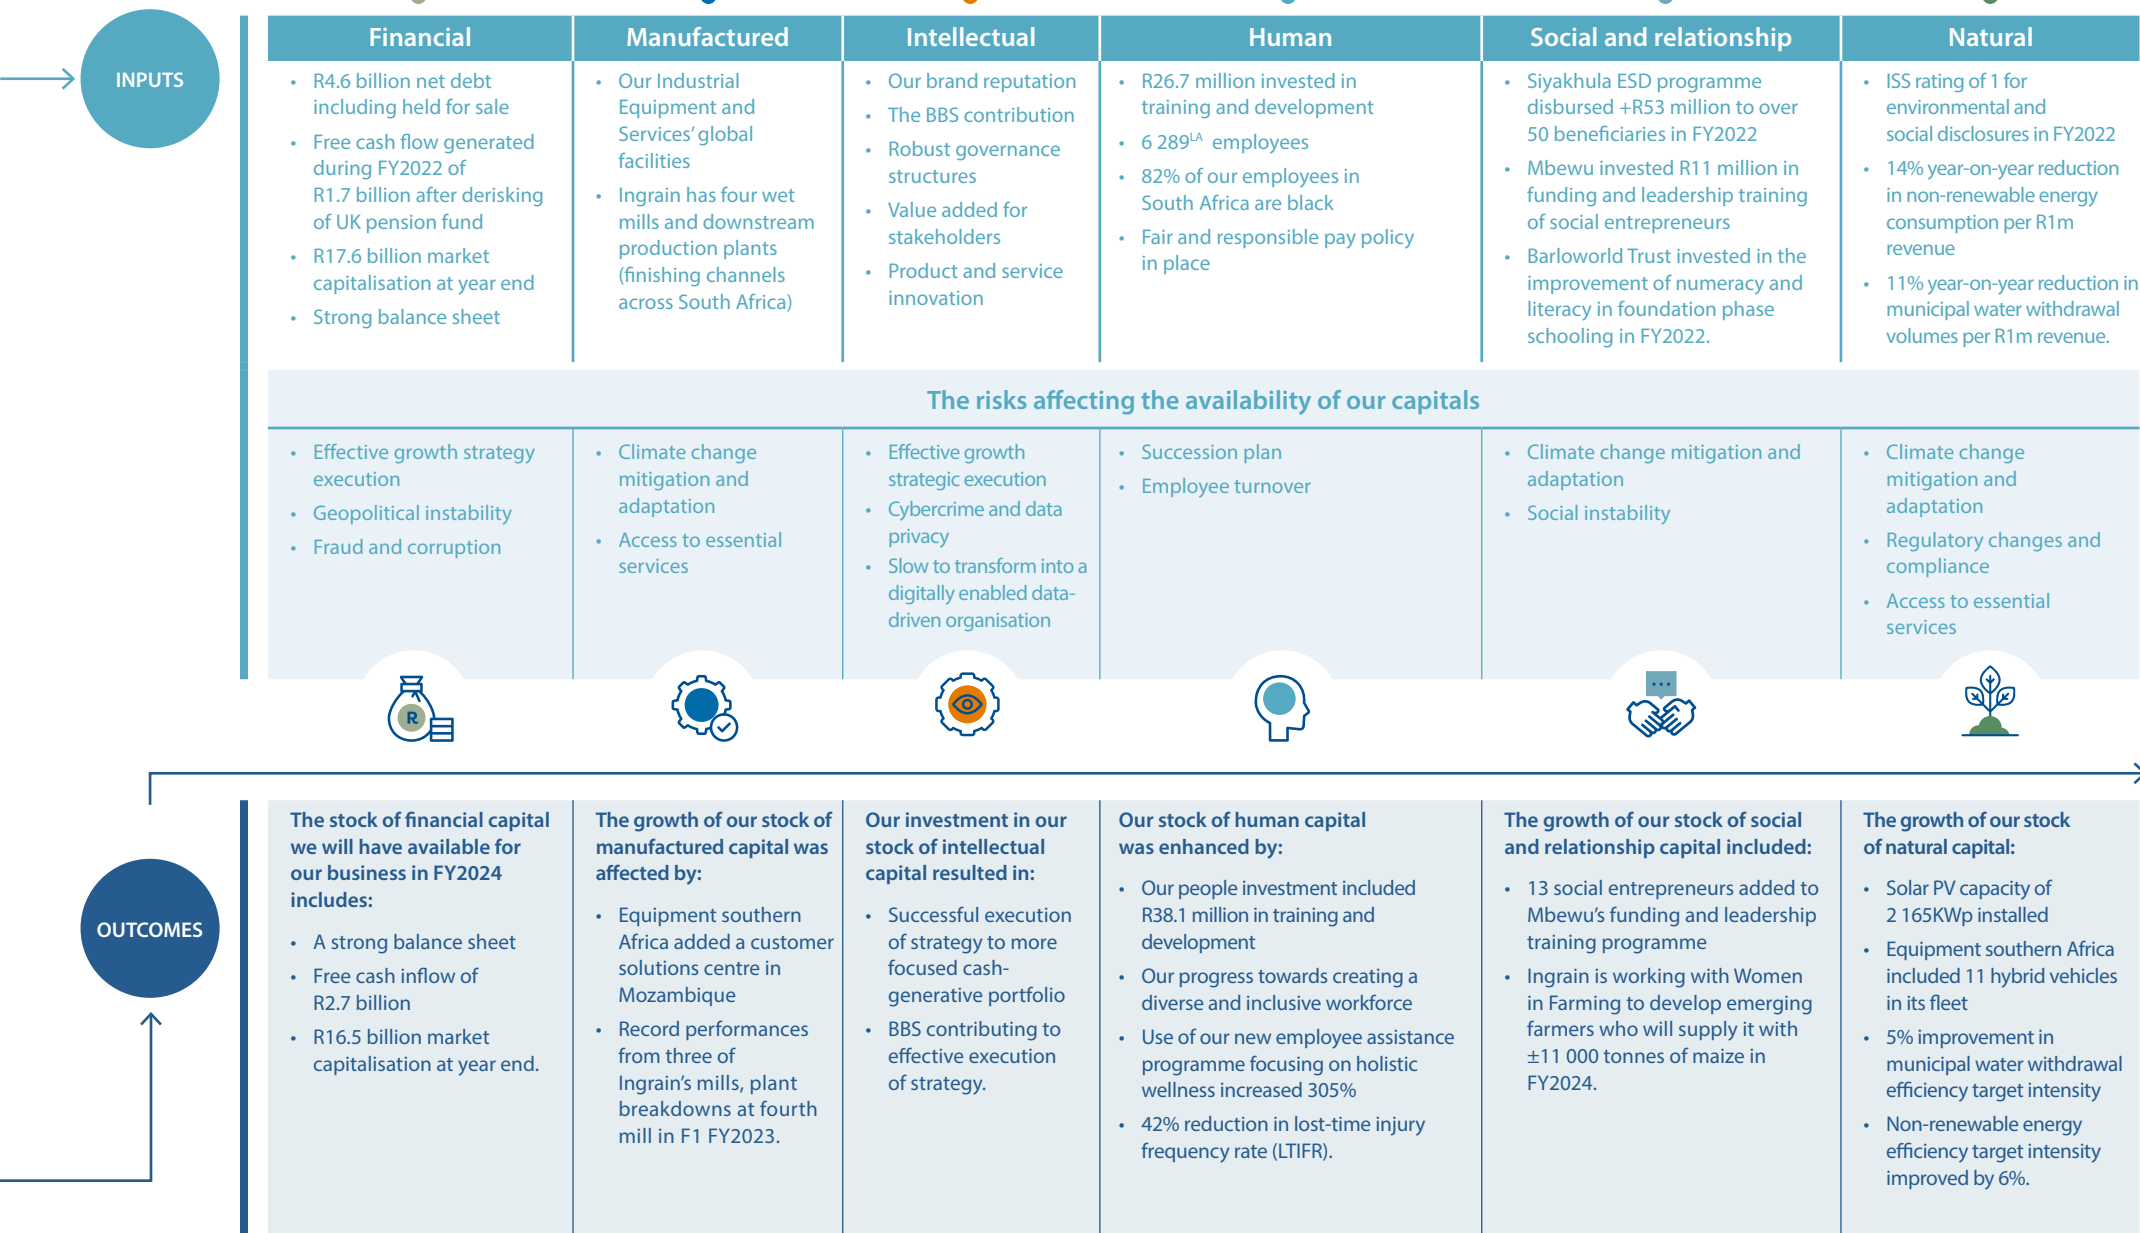 INPUTS
Financial
• R4.6 billion net debt
including held for sale
• Free cash flow generated
during FY2022 of
R1.7 billion after derisking
of UK pension fund
• R17.6 billion market
capitalisation at year end
• Strong balance sheet
Manufactured
• Our Industrial
Equipment and
Services’ global
facilities
• Ingrain has four wet
mills and downstream
production plants
(finishing channels
across South Africa)
Intellectual
• Our brand reputation
• The BBS contribution
• Robust governance
structures
• Value added for
stakeholders
• Product and service
innovation
Human
• R26.7 million invested in
training and development
• 6 289LA employees
• 82% of our employees in
South Africa are black
• Fair and responsible pay policy
in place
Social and relationship
• Siyakhula ESD programme
disbursed +R53 million to over
50 beneficiaries in FY2022
• Mbewu invested R11 million in
funding and leadership training
of social entrepreneurs
• Barloworld Trust invested in the
improvement of numeracy and
literacy in foundation phase
schooling in FY2022.
Natural
• ISS rating of 1 for
environmental and
social disclosures in FY2022
• 14% year-on-year reduction
in non-renewable energy
consumption per R1m
revenue
• 11% year-on-year reduction in
municipal water withdrawal
volumes per R1m revenue.
The risks affecting the availability of our capitals
• Effective growth strategy
execution
• Geopolitical instability
• Fraud and corruption
• Climate change
mitigation and
adaptation
• Access to essential
services
• Effective growth
strategic execution
• Cybercrime and data
privacy
• Slow to transform into a
digitally enabled data-
driven organisation
• Succession plan
• Employee turnover
• Climate change mitigation and
adaptation
• Social instability
• Climate change
mitigation and
adaptation
• Regulatory changes and
compliance
• Access to essential
services
R
OUTCOMES
The stock of financial capital
we will have available for
our business in FY2024
includes:
• A strong balance sheet
• Free cash inflow of
R2.7 billion
• R16.5 billion market
capitalisation at year end.
The growth of our stock of
manufactured capital was
affected by:
• Equipment southern
Africa added a customer
solutions centre in
Mozambique
• Record performances
from three of
Ingrain’s mills, plant
breakdowns at fourth
mill in F1 FY2023.
Our investment in our
stock of intellectual
capital resulted in:
• Successful execution
of strategy to more
focused cash-
generative portfolio
• BBS contributing to
effective execution
of strategy.
Our stock of human capital
was enhanced by:
• Our people investment included
R38.1 million in training and
development
• Our progress towards creating a
diverse and inclusive workforce
• Use of our new employee assistance
programme focusing on holistic
wellness increased 305%
• 42% reduction in lost-time injury
frequency rate (LTIFR).
The growth of our stock of social
and relationship capital included:
• 13 social entrepreneurs added to
Mbewu’s funding and leadership
training programme
• Ingrain is working with Women
in Farming to develop emerging
farmers who will supply it with
±11 000 tonnes of maize in
FY2024.
The growth of our stock
of natural capital:
• Solar PV capacity of
2 165KWp installed
• Equipment southern Africa
included 11 hybrid vehicles
in its fleet
• 5% improvement in
municipal water withdrawal
efficiency target intensity
• Non-renewable energy
efficiency target intensity
improved by 6%.